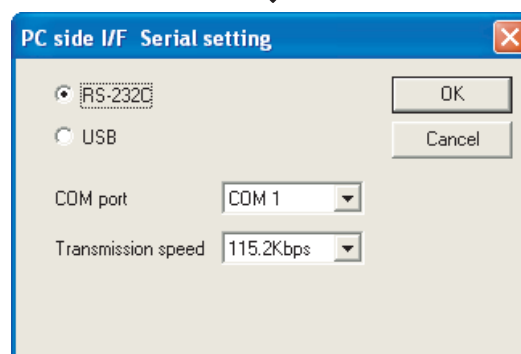 PC side I/F Serial setting
RS-232C
OK
USB
Cancel
COM port
COM 1
Transmission speed
115.2Kbps